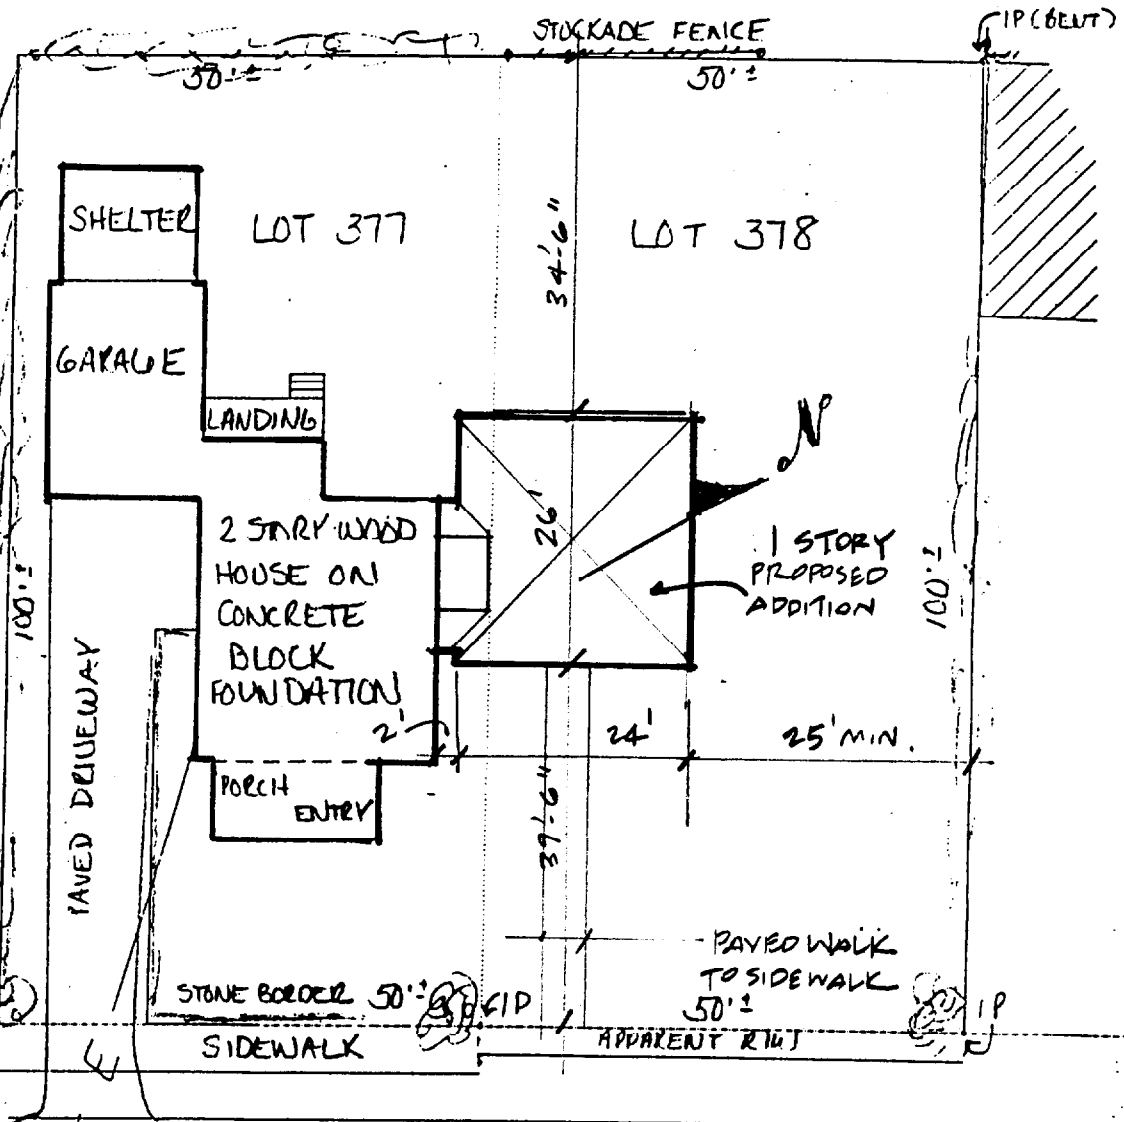 STOCKADE FENCE
IP (BENT)
50'±
50'±
SHELTER
LOT 377
34'-6"
LOT 378
GARAGE
LANDING
N
2 STORY WOOD
HOUSE ON
CONCRETE
BLOCK
FOUNDATION
26'
1 STORY
PROPOSED
ADDITION
100'±
100'±
PAVED DRIVEWAY
2'
24'
25' MIN.
PORCH
ENTRY
39'-6"
PAVED WALK
TO SIDEWALK
STONE BORDER
50'±
IP
50'±
IP
SIDEWALK
APPARENT
E